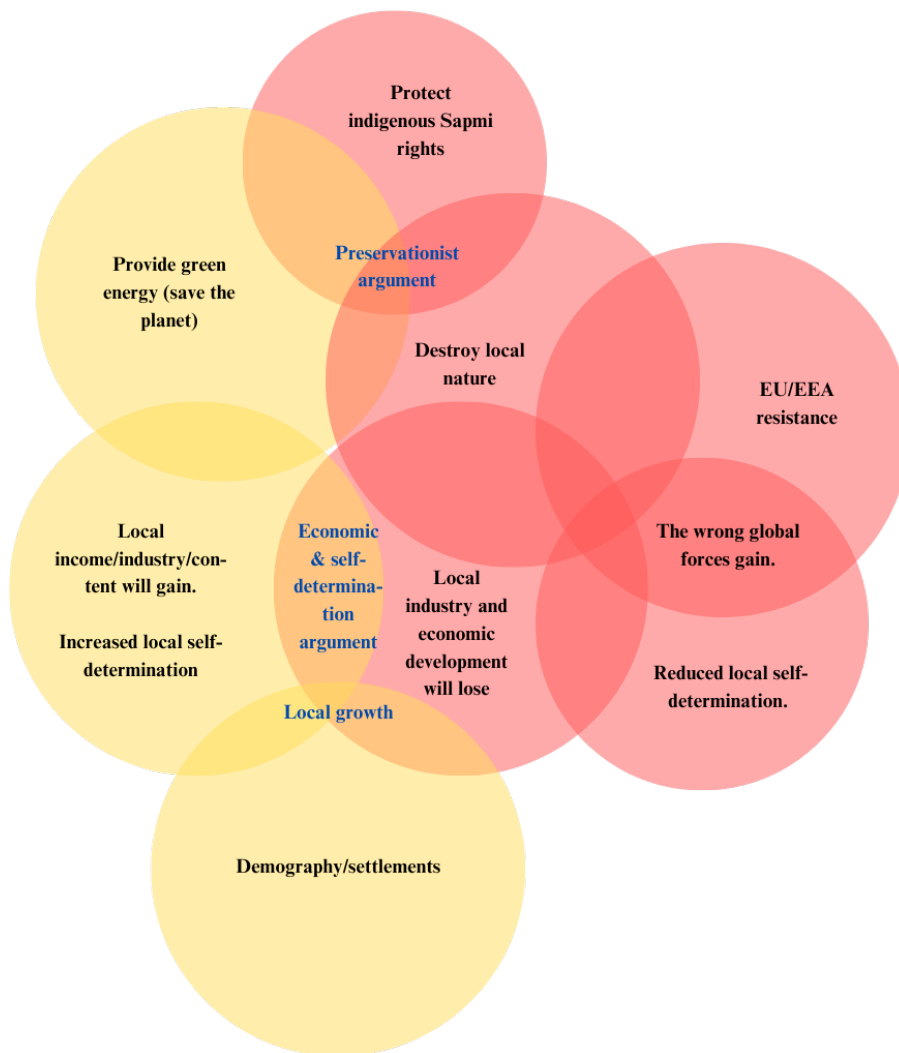 Protect
indigenous Sapmi
rights
Preservationist
argument
Provide green
energy (save the
planet)
Destroy local
nature
EU/EEA
resistance
Local
income/industry/con-
tent will gain.
Increased local self-
determination
Economic
& self-
determina-
tion
argument
The wrong global
forces gain.
Local
industry and
economic
development
will lose
Reduced local self-
determination.
Local growth
Demography/settlements